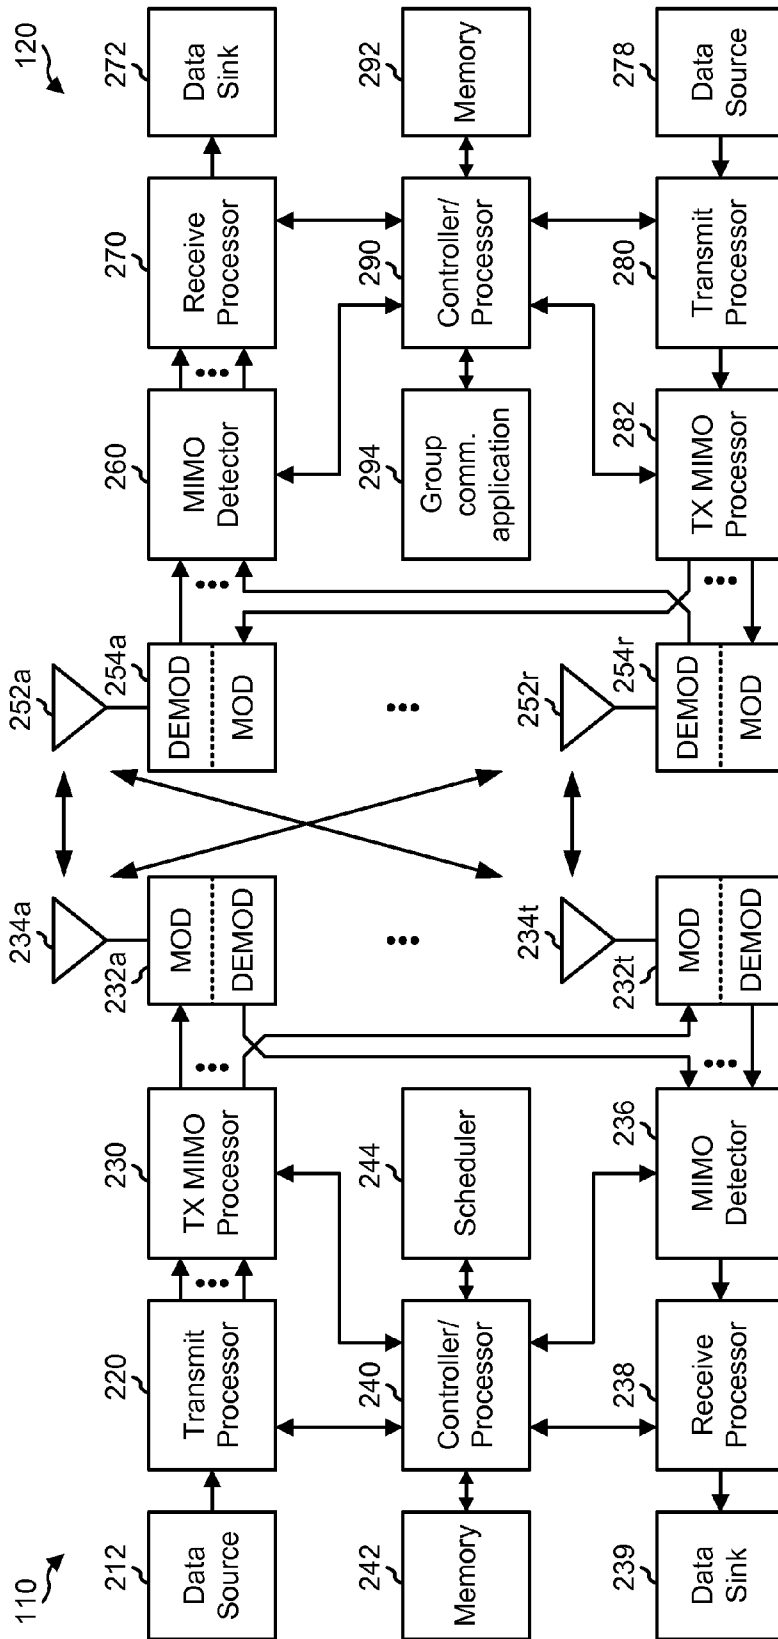 110
212
Data
Source
220
Transmit
Processor
230
TX MIMO
Processor
232a
234a
MOD
DEMOD
252a
254a
DEMOD
MOD
260
MIMO
Detector
270
Receive
Processor
272
Data
Sink
120
242
Memory
240
Controller/
Processor
244
Scheduler
294
Group
comm.
application
290
Controller/
Processor
292
Memory
239
Data
Sink
238
Receive
Processor
236
MIMO
Detector
232t
234t
MOD
DEMOD
252r
254r
DEMOD
MOD
282
TX MIMO
Processor
280
Transmit
Processor
278
Data
Source